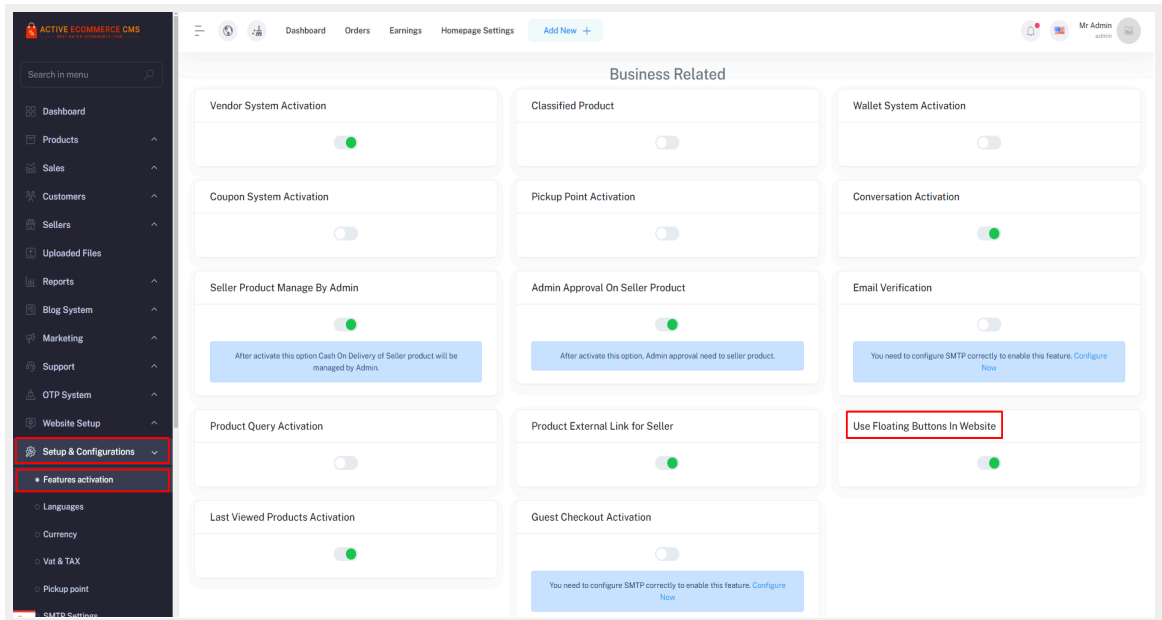 ACTIVE ECOMMERCE CMS
Search in menu
Dashboard
Products
Sales
Customers
Sellers
Uploaded Files
Reports
Blog System
Marketing
Support
OTP System
Website Setup
Setup & Configurations
Features activation
Languages
Currency
Vat & TAX
Pickup point
SMTP Settings
Dashboard Orders Earnings Homepage Settings Add New +
Mr Admin
admin
Business Related
Vendor System Activation
Classified Product
Wallet System Activation
Coupon System Activation
Pickup Point Activation
Conversation Activation
Seller Product Manage By Admin
After activate this option Cash On Delivery of Seller product will be
managed by Admin.
Admin Approval On Seller Product
After activate this option, Admin approval need to seller product.
Email Verification
You need to configure SMTP correctly to enable this feature. Configure
Now
Product Query Activation
Product External Link for Seller
Use Floating Buttons In Website
Last Viewed Products Activation
Guest Checkout Activation
You need to configure SMTP correctly to enable this feature. Configure
Now